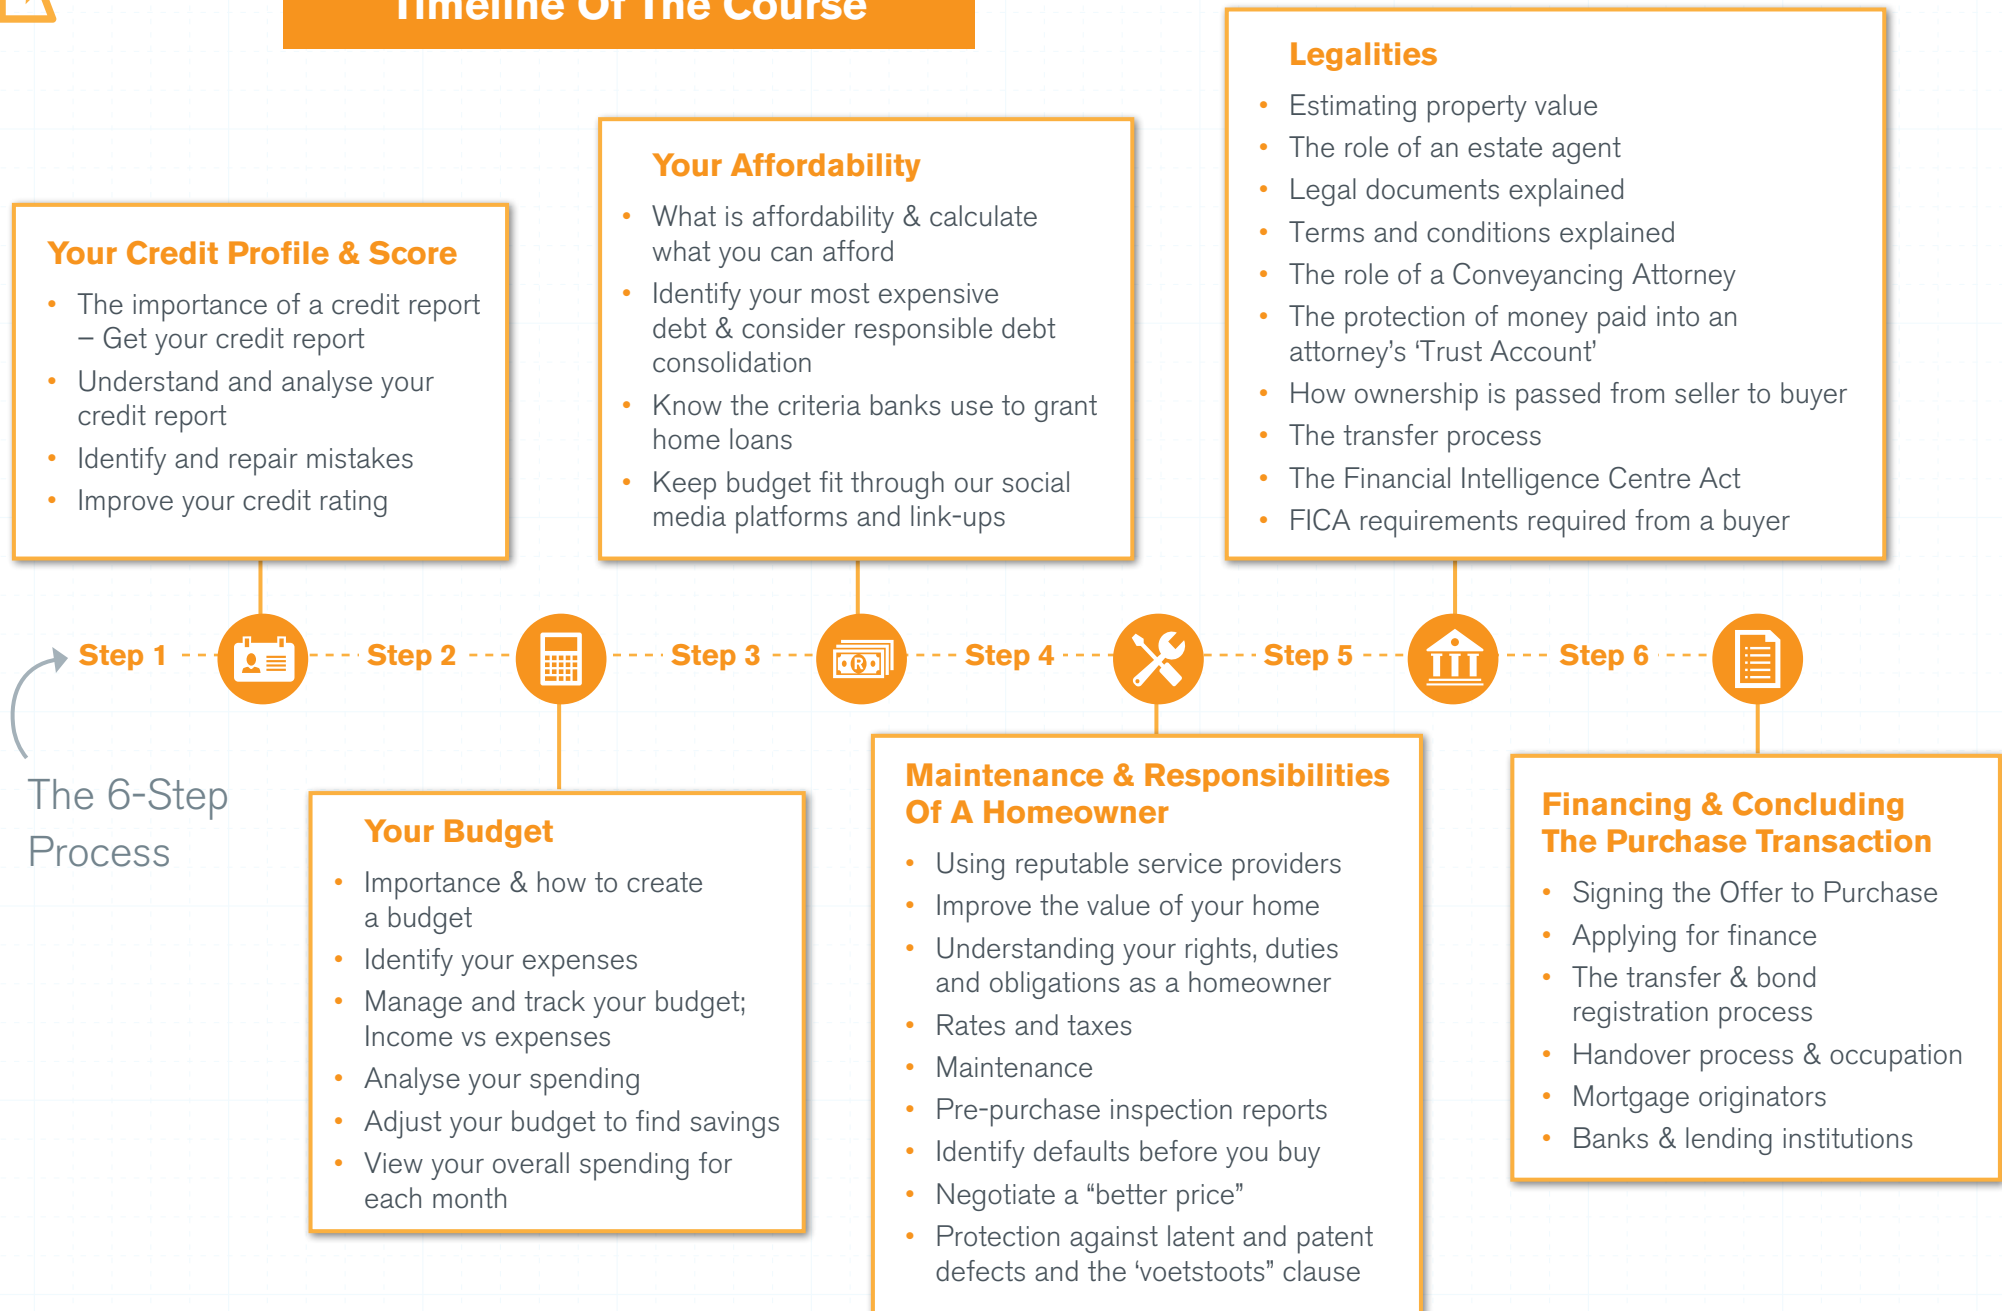 Timeline Of The Course
Your Credit Profile & Score
• The importance of a credit report
– Get your credit report
• Understand and analyse your
credit report
• Identify and repair mistakes
• Improve your credit rating
Your Affordability
• What is affordability & calculate
what you can afford
• Identify your most expensive
debt & consider responsible debt
consolidation
• Know the criteria banks use to grant
home loans
• Keep budget fit through our social
media platforms and link-ups
Legalities
• Estimating property value
• The role of an estate agent
• Legal documents explained
• Terms and conditions explained
• The role of a Conveyancing Attorney
• The protection of money paid into an
attorney’s ‘Trust Account’
• How ownership is passed from seller to buyer
• The transfer process
• The Financial Intelligence Centre Act
• FICA requirements required from a buyer
Step 1
Step 2
Step 3
R
Step 4
Step 5
Step 6
The 6-Step
Process
Your Budget
• Importance & how to create
a budget
• Identify your expenses
• Manage and track your budget;
Income vs expenses
• Analyse your spending
• Adjust your budget to find savings
• View your overall spending for
each month
Maintenance & Responsibilities
Of A Homeowner
• Using reputable service providers
• Improve the value of your home
• Understanding your rights, duties
and obligations as a homeowner
• Rates and taxes
• Maintenance
• Pre-purchase inspection reports
• Identify defaults before you buy
• Negotiate a “better price”
• Protection against latent and patent
defects and the ‘voetstoots” clause
Financing & Concluding
The Purchase Transaction
• Signing the Offer to Purchase
• Applying for finance
• The transfer & bond
registration process
• Handover process & occupation
• Mortgage originators
• Banks & lending institutions